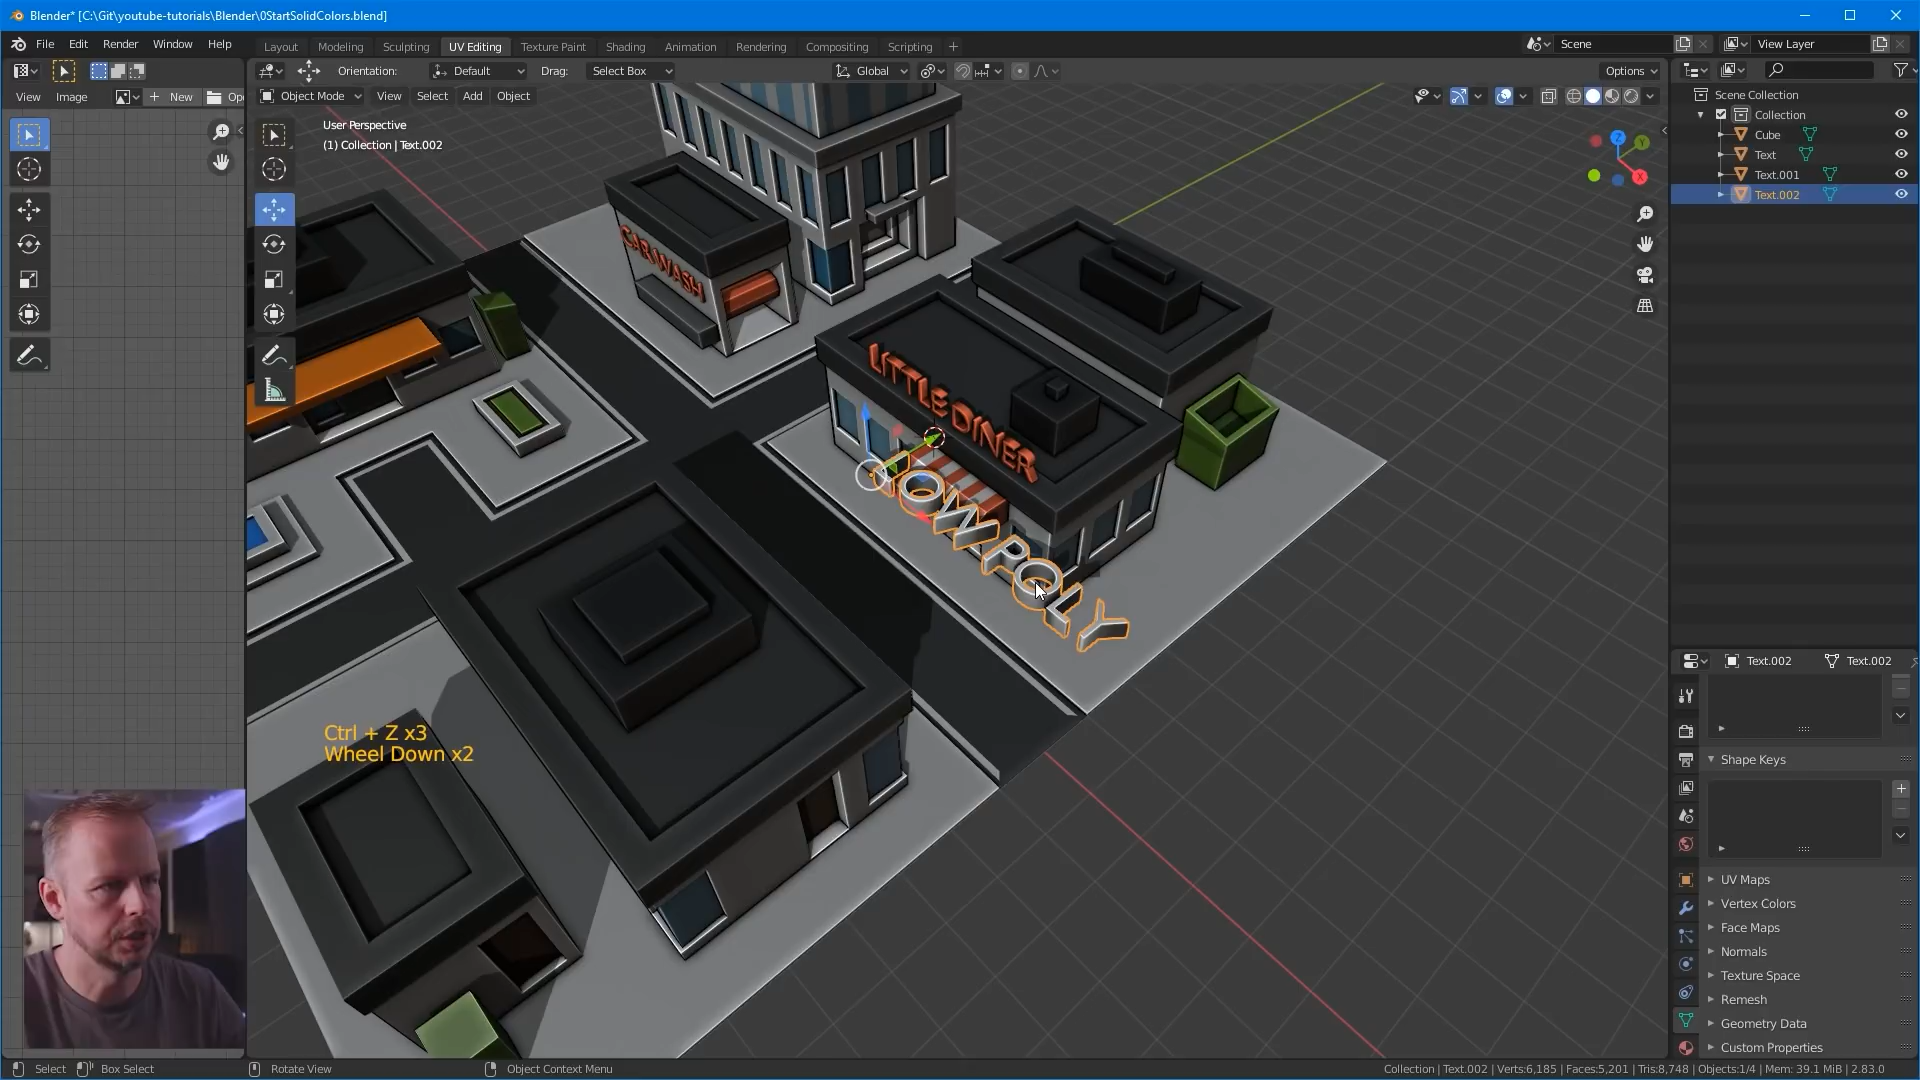 Blender* [C:\Git\youtube-tutorials\Blender\0StartSolidColors.blend]
File Edit Render Window Help
Layout Modeling Sculpting UV Editing Texture Paint Shading Animation Rendering Compositing Scripting +
Scene
View Layer
Orientation: Default Drag: Select Box
Global
Options
View Image
+ New
Op
Object Mode View Select Add Object
User Perspective
(1) Collection | Text.002
Scene Collection
Collection
Cube
Text
Text.001
Text.002
X
Y
Z
CARWASH
LITTLE DINER
LOW POLY
Ctrl + Z x3
Wheel Down x2
Text.002
Text.002
Shape Keys
UV Maps
Vertex Colors
Face Maps
Normals
Texture Space
Remesh
Geometry Data
Custom Properties
Select
Box Select
Rotate View
Object Context Menu
Collection | Text.002 | Verts:6,185 | Faces:5,201 | Tris:8,748 | Objects:1/4 | Mem: 39.1 MiB | 2.83.0